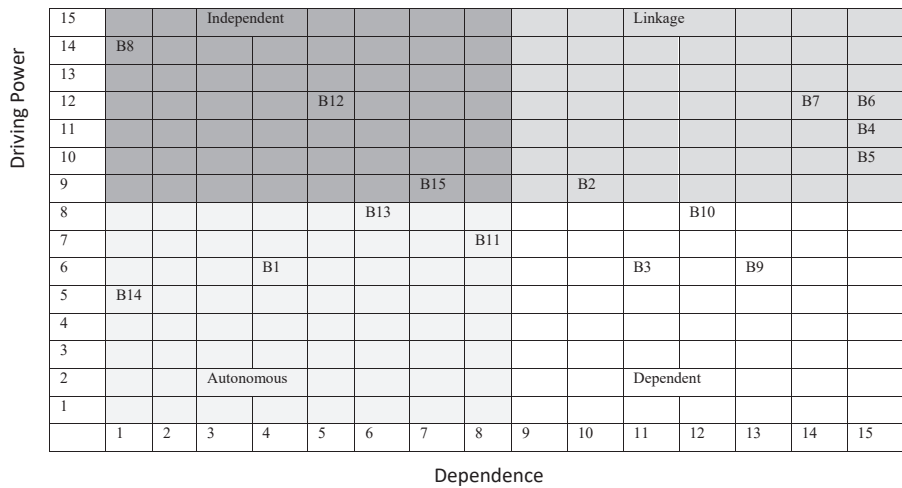 Driving Power
15 Independent Linkage
14 B8
13
12 B12 B7 B6
11 B4
10 B5
9 B15 B2
8 B13 B10
7 B11
6 B1 B3 B9
5 B14
4
3
2 Autonomous Dependent
1
1 2 3 4 5 6 7 8 9 10 11 12 13 14 15
Dependence